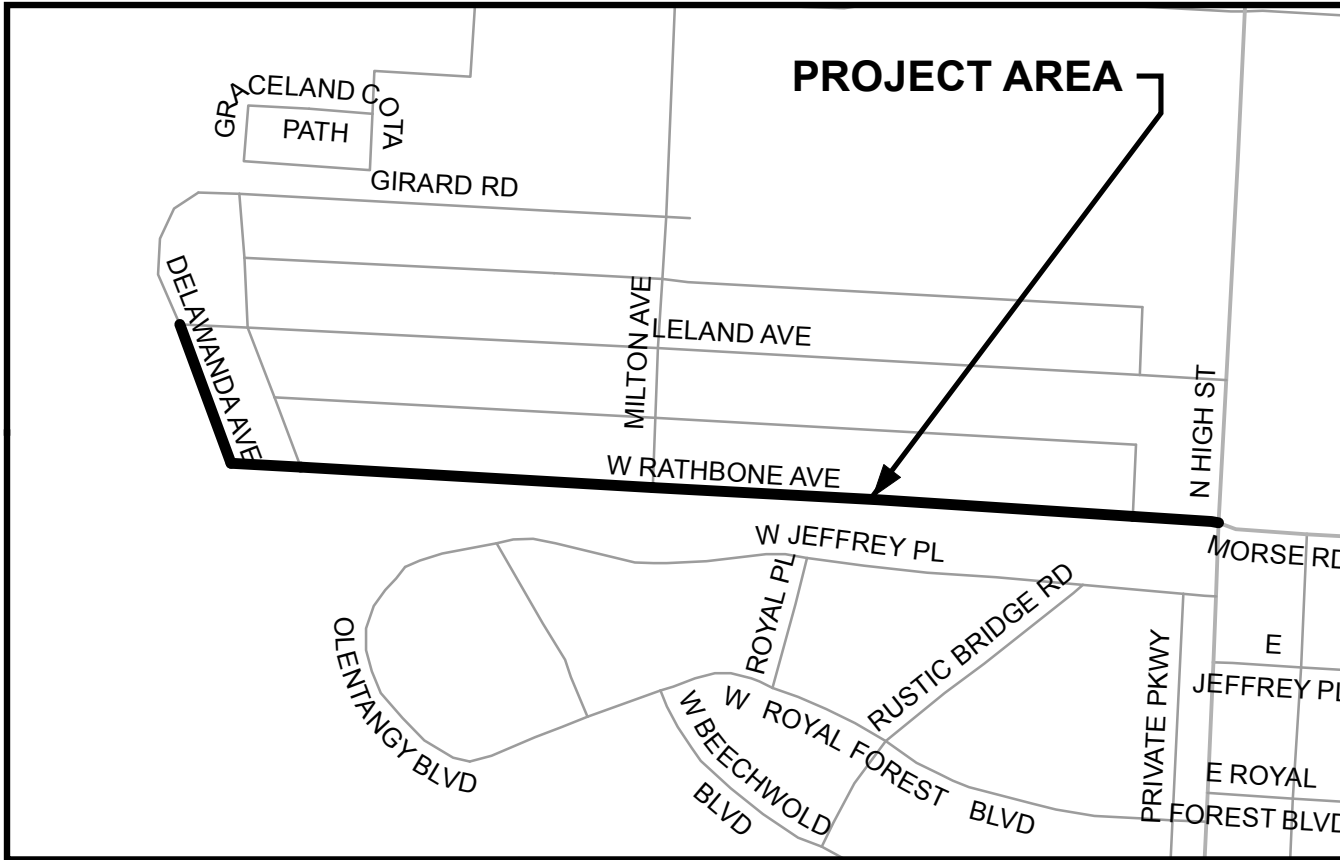 PROJECT AREA
GRACELAND COTA
PATH
GIRARD RD
DELAWANDA AVE
MILTON AVE
LELAND AVE
N HIGH ST
W RATHBONE AVE
W JEFFREY PL
MORSE RD
ROYAL PL
RUSTIC BRIDGE RD
OLENTANGY BLVD
W BEECHWOLD
BLVD
W ROYAL FOREST BLVD
PRIVATE PKWY
E
JEFFREY PL
E ROYAL
FOREST BLVD